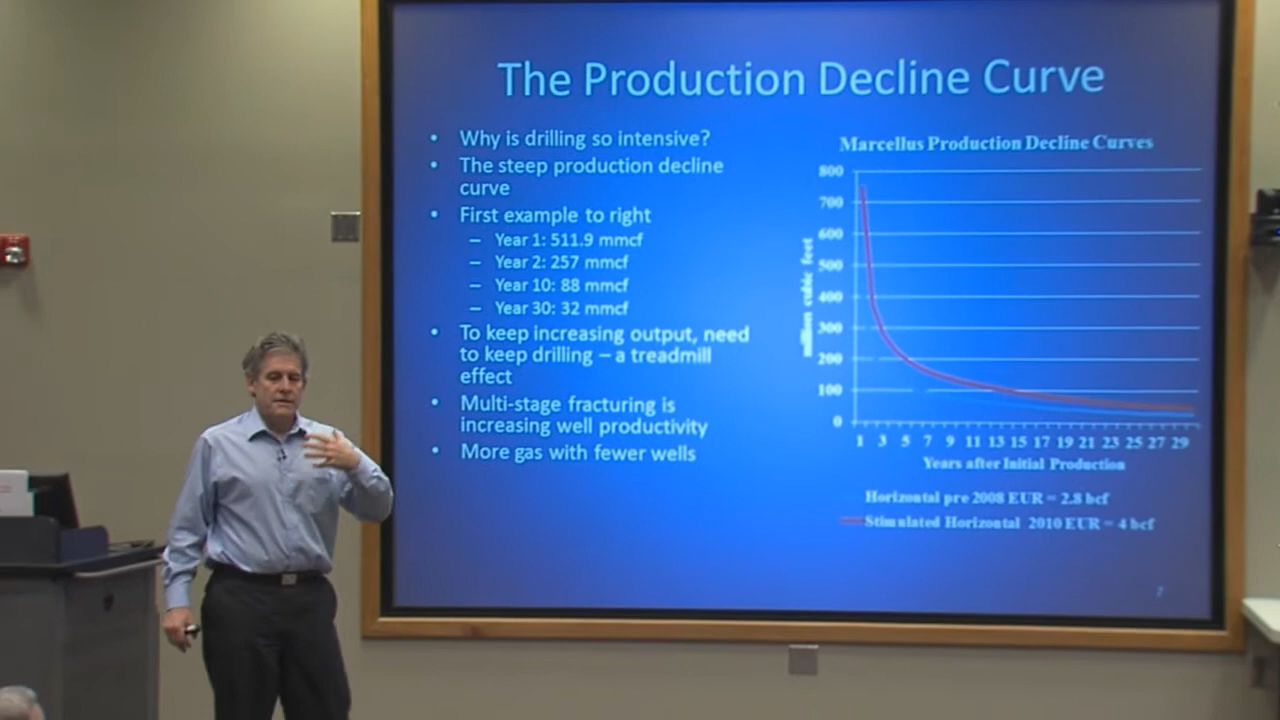 The Production Decline Curve
• Why is drilling so intensive?
• The steep production decline
curve
• First example to right
– Year 1: 511.9 mmcf
– Year 2: 257 mmcf
– Year 10: 88 mmcf
– Year 30: 32 mmcf
• To keep increasing output, need
to keep drilling – a treadmill
effect
• Multi-stage fracturing is
increasing well productivity
• More gas with fewer wells
Marcellus Production Decline Curves
800
700
600
500
400
300
200
100
0
million cubic feet
1 3 5 7 9 11 13 15 17 19 21 23 25 27 29
Years after Initial Production
Horizontal pre 2008 EUR = 2.8 bcf
Stimulated Horizontal 2010 EUR = 4 bcf
7